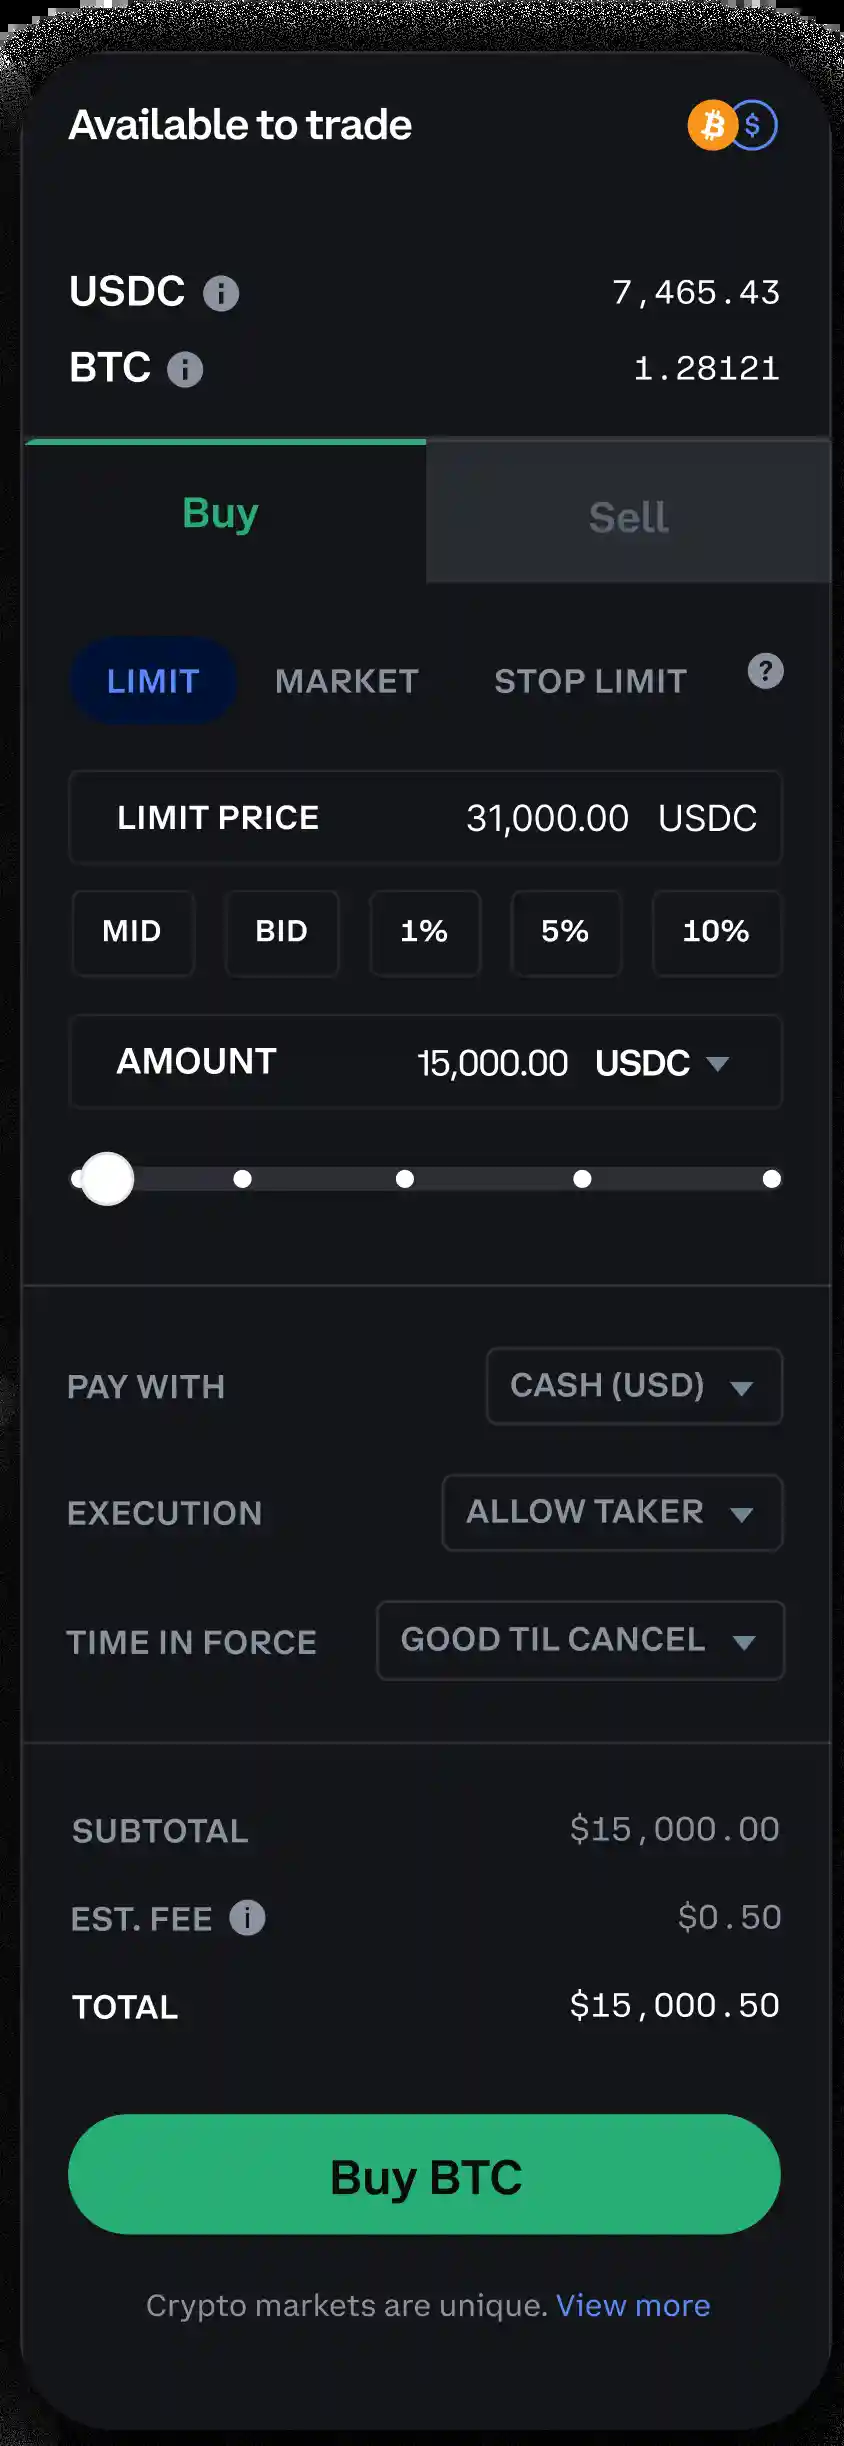 Available to trade
USDC 7,465.43
BTC 1.28121
Buy Sell
LIMIT MARKET STOP LIMIT ?
LIMIT PRICE 31,000.00 USDC
MID BID 1% 5% 10%
AMOUNT 15,000.00 USDC
PAY WITH CASH (USD)
EXECUTION ALLOW TAKER
TIME IN FORCE GOOD TIL CANCEL
SUBTOTAL $15,000.00
EST. FEE $0.50
TOTAL $15,000.50
Buy BTC
Crypto markets are unique. View more